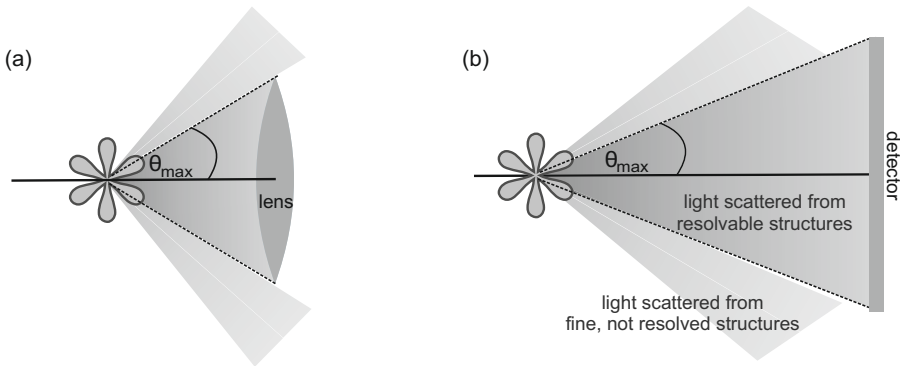 (a)
θmax
lens
(b)
θmax
detector
light scattered from
resolvable structures
light scattered from
fine, not resolved structures